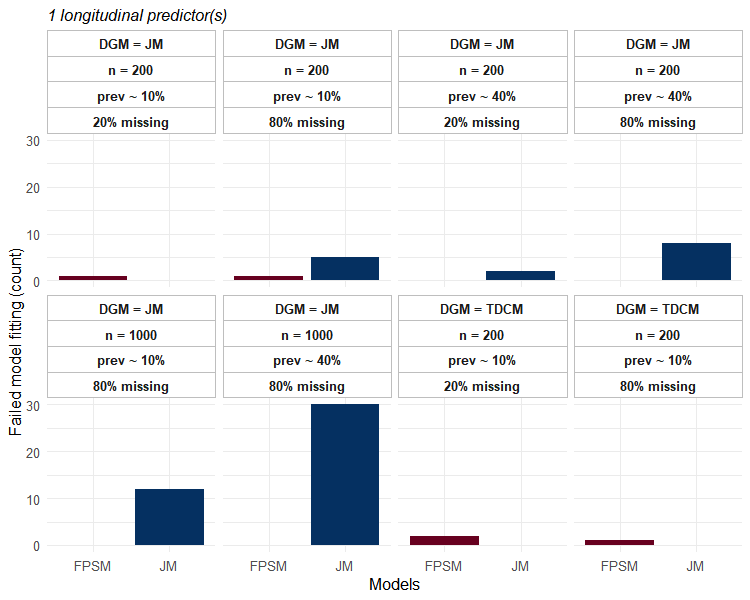 1 longitudinal predictor(s)
DGM = JM
n = 200
prev ~ 10%
20% missing
DGM = JM
n = 200
prev ~ 10%
80% missing
DGM = JM
n = 200
prev ~ 40%
20% missing
DGM = JM
n = 200
prev ~ 40%
80% missing
30
20
10
0
DGM = JM
n = 1000
prev ~ 10%
80% missing
DGM = JM
n = 1000
prev ~ 40%
80% missing
DGM = TDCM
n = 200
prev ~ 10%
20% missing
DGM = TDCM
n = 200
prev ~ 10%
80% missing
30
20
10
0
Failed model fitting (count)
FPSM JM
FPSM JM
FPSM JM
FPSM JM
Models